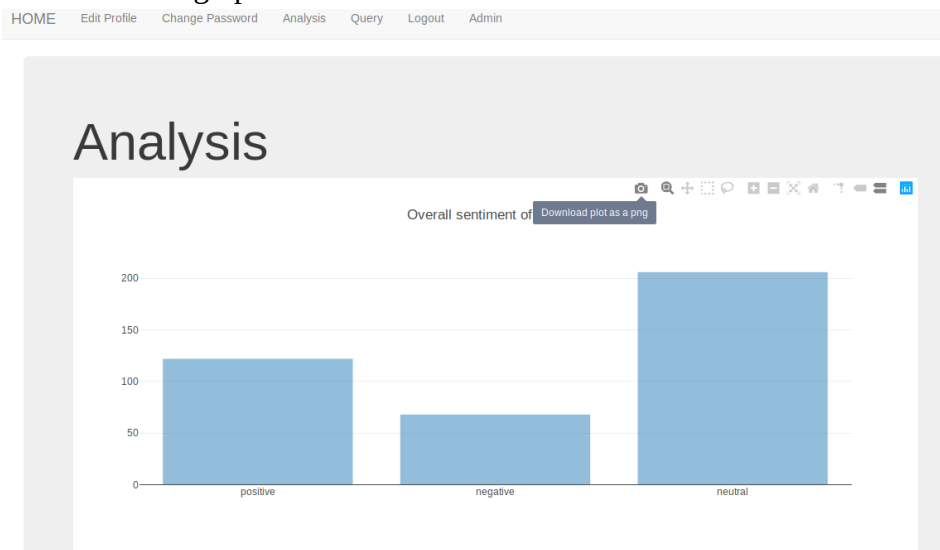 HOME Edit Profile Change Password Analysis Query Logout Admin
Analysis
Download plot as a png
Overall sentiment of
200
150
100
50
0
positive negative neutral